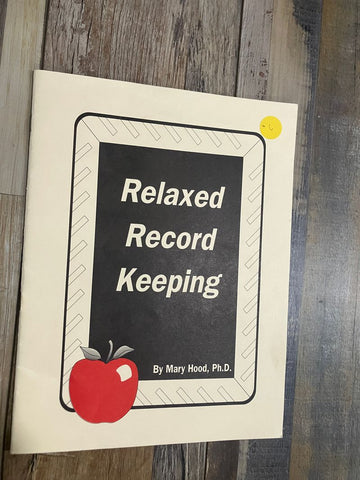 Relaxed
Record
Keeping
By Mary Hood, Ph.D.